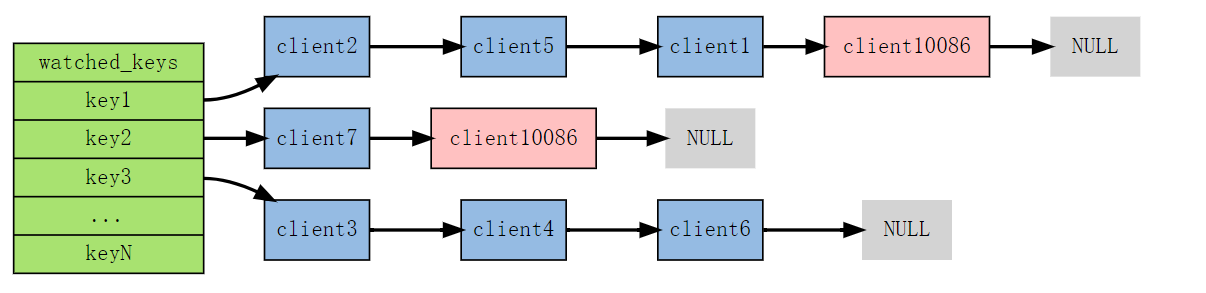 watched_keys
key1
key2
key3
...
keyN
client2 client5 client1 client10086 NULL
client7 client10086 NULL
client3 client4 client6 NULL